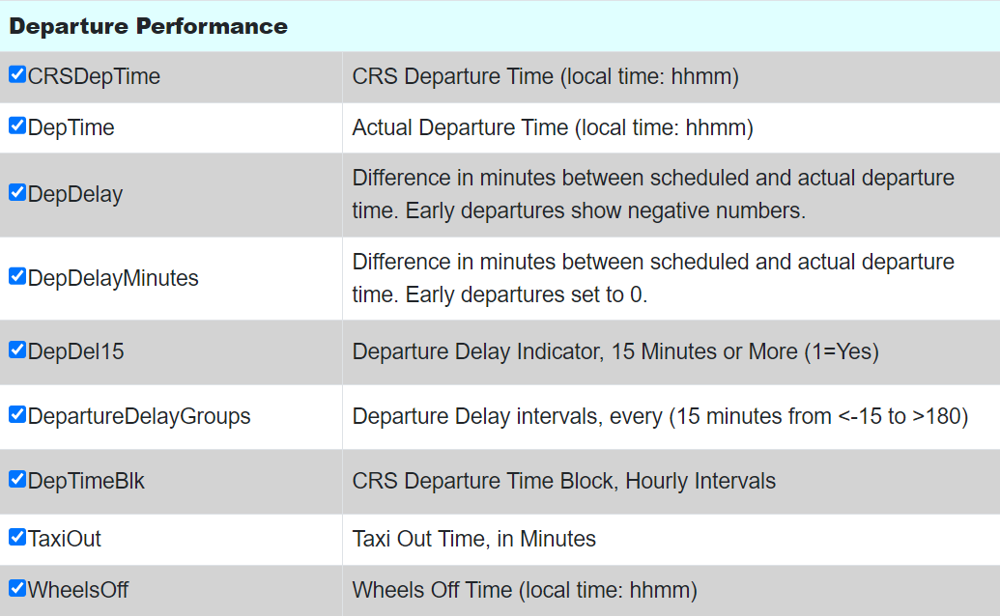 Departure Performance
CRSDepTime
CRS Departure Time (local time: hhmm)
DepTime
Actual Departure Time (local time: hhmm)
DepDelay
Difference in minutes between scheduled and actual departure
time. Early departures show negative numbers.
DepDelayMinutes
Difference in minutes between scheduled and actual departure
time. Early departures set to 0.
DepDel15
Departure Delay Indicator, 15 Minutes or More (1=Yes)
DepartureDelayGroups
Departure Delay intervals, every (15 minutes from <-15 to >180)
DepTimeBlk
CRS Departure Time Block, Hourly Intervals
TaxiOut
Taxi Out Time, in Minutes
WheelsOff
Wheels Off Time (local time: hhmm)